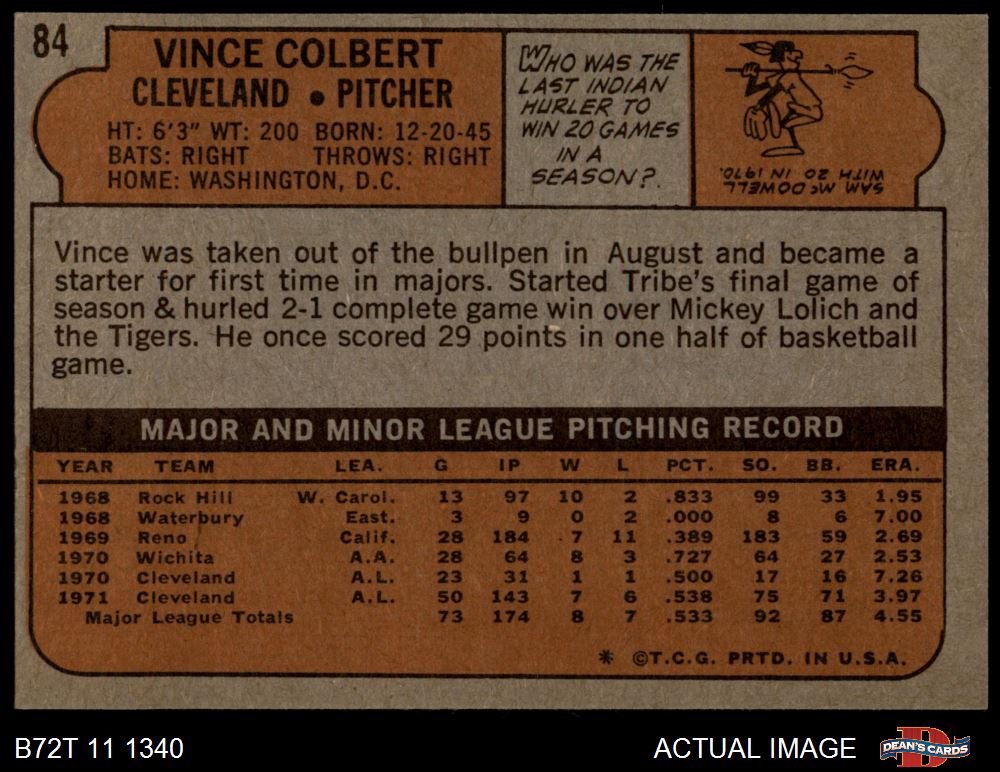 84
VINCE COLBERT
CLEVELAND • PITCHER
HT: 6'3" WT: 200 BORN: 12-20-45
BATS: RIGHT THROWS: RIGHT
HOME: WASHINGTON, D.C.
WHO WAS THE
LAST INDIAN
HURLER TO
WIN 20 GAMES
IN A
SEASON?
SAM McDOWELL
WITH 20 IN 1970.
Vince was taken out of the bullpen in August and became a
starter for first time in majors. Started Tribe's final game of
season & hurled 2-1 complete game win over Mickey Lolich and
the Tigers. He once scored 29 points in one half of basketball
game.
MAJOR AND MINOR LEAGUE PITCHING RECORD
YEAR TEAM LEA. G IP W L PCT. SO. BB. ERA.
1968 Rock Hill W. Carol. 13 97 10 2 .833 99 33 1.95
1968 Waterbury East. 3 9 0 2 .000 8 6 7.00
1969 Reno Calif. 28 184 7 11 .389 183 59 2.69
1970 Wichita A.A. 28 64 8 3 .727 64 27 2.53
1970 Cleveland A.L. 23 31 1 1 .500 17 16 7.26
1971 Cleveland A.L. 50 143 7 6 .538 75 71 3.97
Major League Totals 73 174 8 7 .533 92 87 4.55
* ©T.C.G. PRTD. IN U.S.A.
B72T 11 1340
ACTUAL IMAGE
D
DEAN'S CARDS